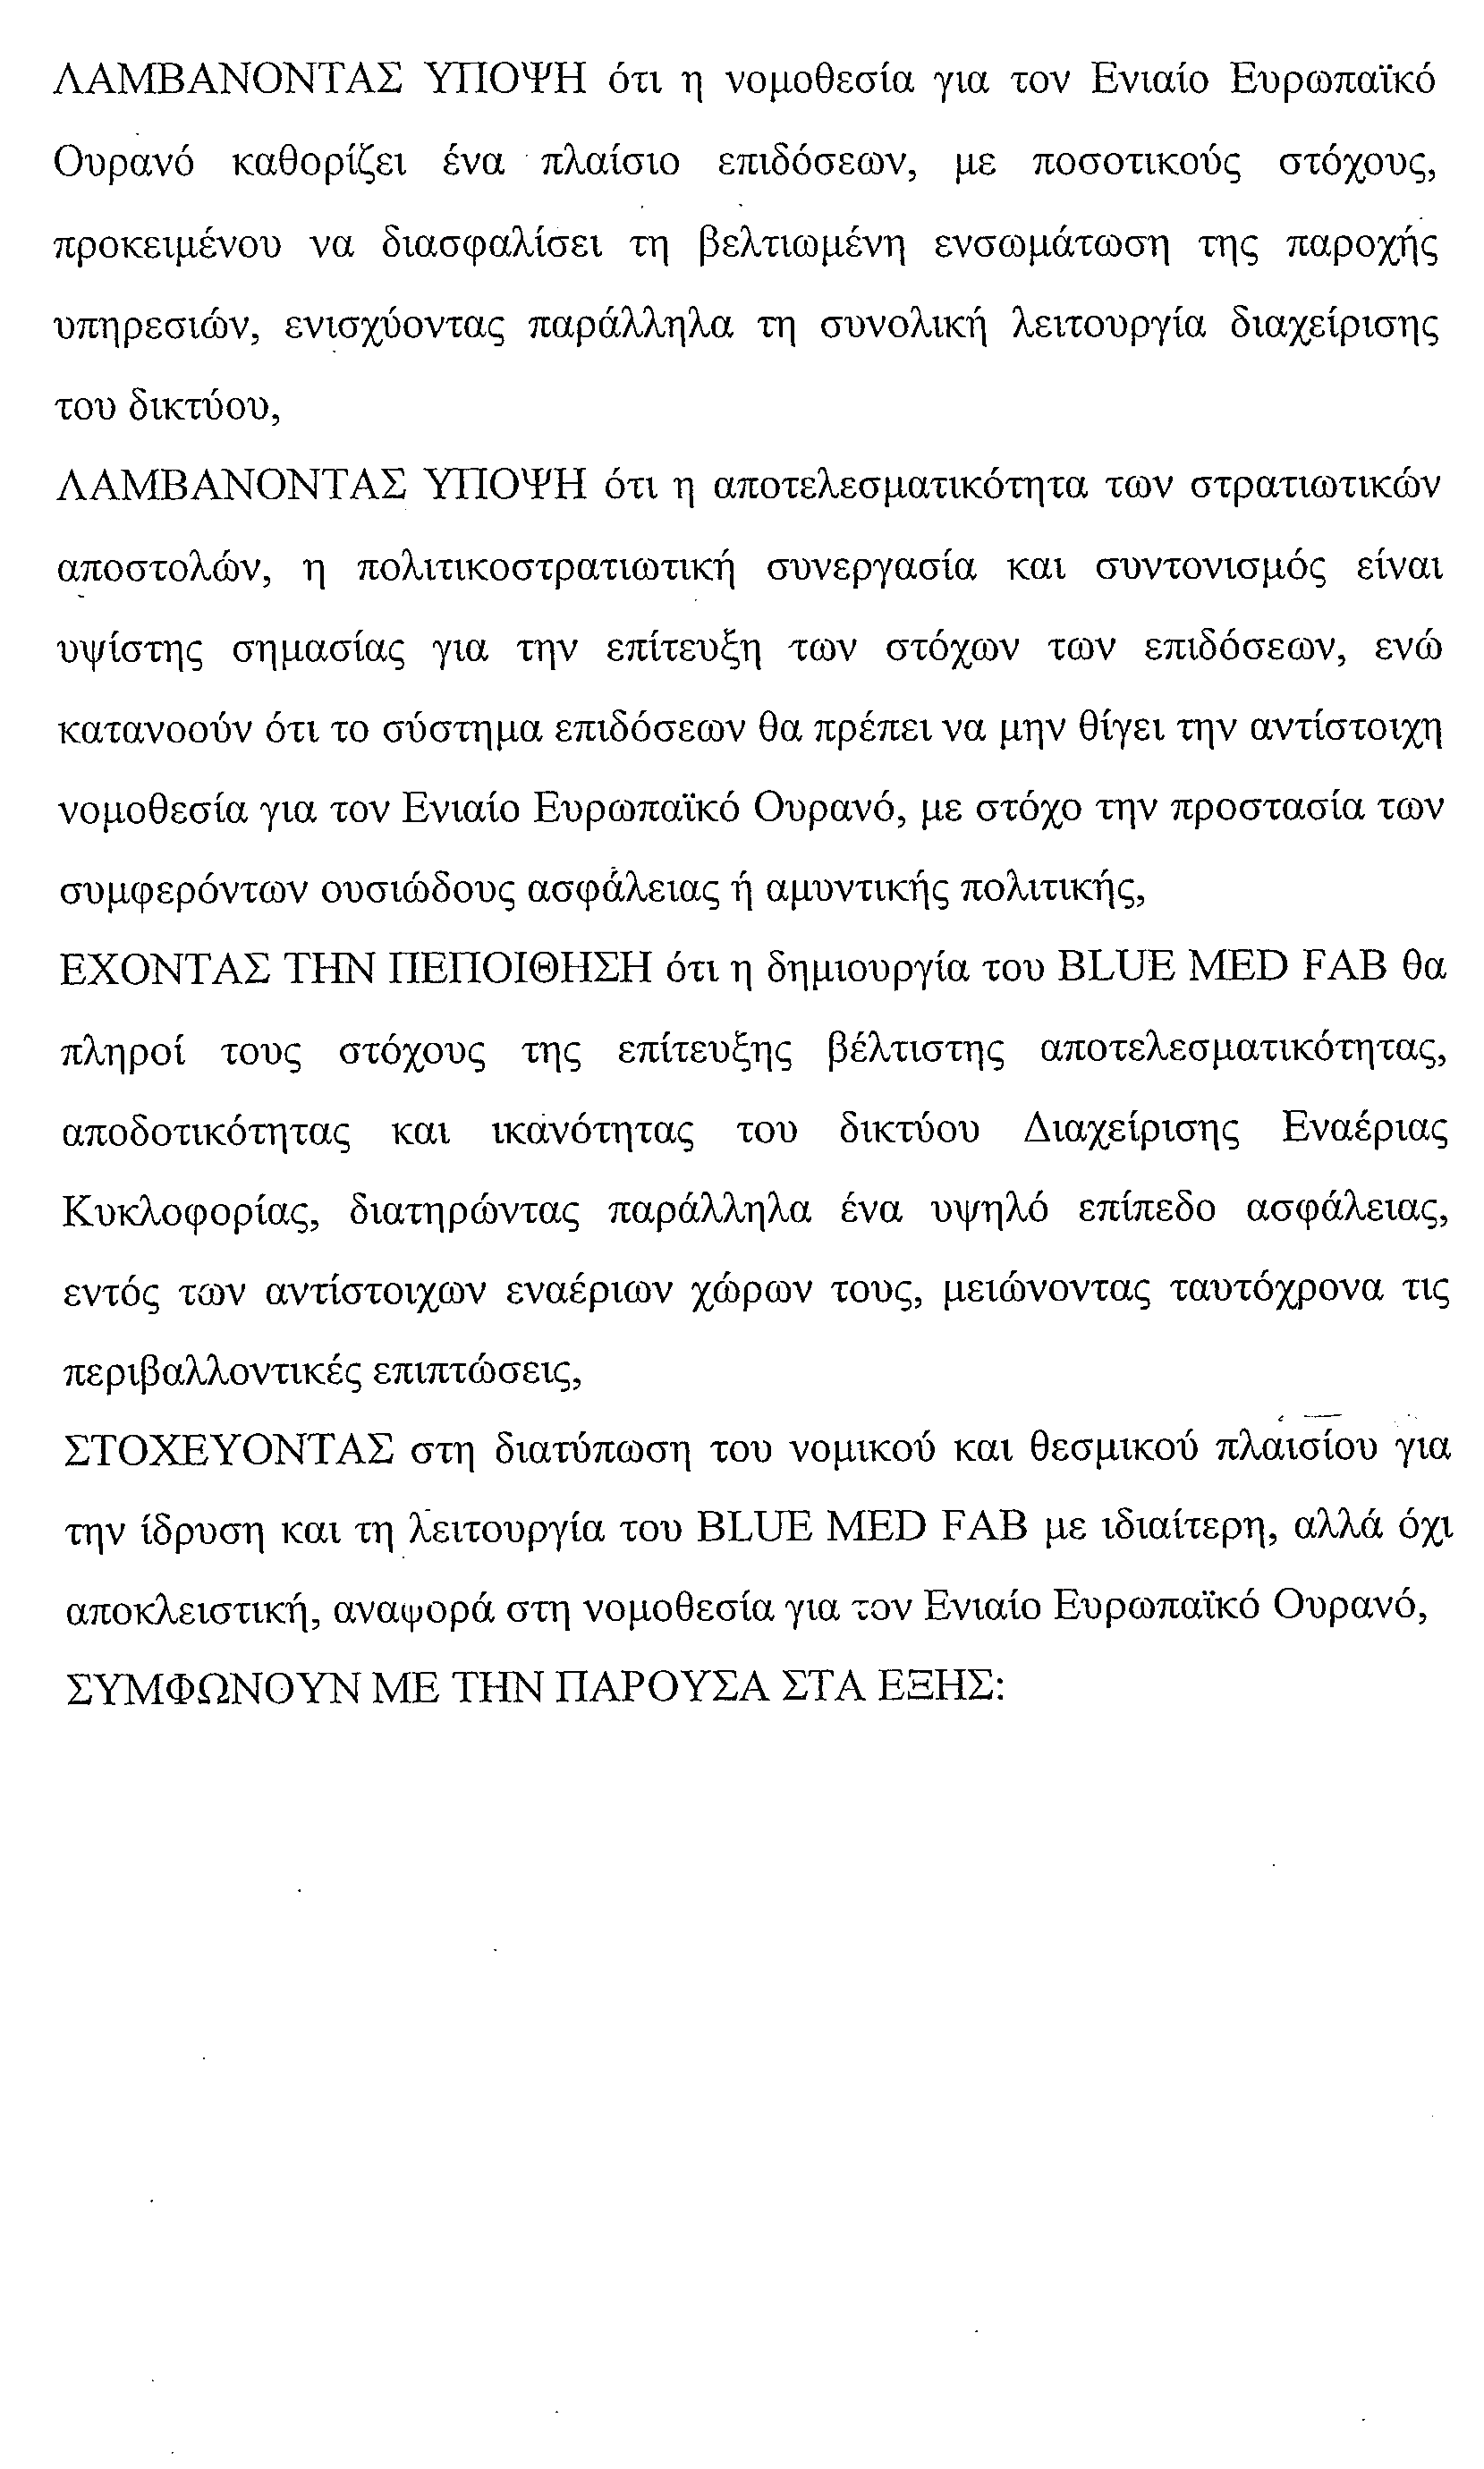 ΛΑΜΒΑΝΟΝΤΑΣ ΥΠΟΨΗ ότι η νομοθεσία για τον Ενιαίο Ευρωπαϊκό
Ουρανό καθορίζει ένα πλαίσιο επιδόσεων, με ποσοτικούς στόχους,
προκειμένου να διασφαλίσει τη βελτιωμένη ενσωμάτωση της παροχής
υπηρεσιών, ενισχύοντας παράλληλα τη συνολική λειτουργία διαχείρισης
του δικτύου,
ΛΑΜΒΑΝΟΝΤΑΣ ΥΠΟΨΗ ότι η αποτελεσματικότητα των στρατιωτικών
αποστολών, η πολιτικοστρατιωτική συνεργασία και συντονισμός είναι
υψίστης σημασίας για την επίτευξη των στόχων των επιδόσεων, ενώ
κατανοούν ότι το σύστημα επιδόσεων θα πρέπει να μην θίγει την αντίστοιχη
νομοθεσία για τον Ενιαίο Ευρωπαϊκό Ουρανό, με στόχο την προστασία των
συμφερόντων ουσιώδους ασφάλειας ή αμυντικής πολιτικής,
ΕΧΟΝΤΑΣ ΤΗΝ ΠΕΠΟΙΘΗΣΗ ότι η δημιουργία του BLUE MED FAB θα
πληροί τους στόχους της επίτευξης βέλτιστης αποτελεσματικότητας,
αποδοτικότητας και ικανότητας του δικτύου Διαχείρισης Εναέριας
Κυκλοφορίας, διατηρώντας παράλληλα ένα υψηλό επίπεδο ασφάλειας,
εντός των αντίστοιχων εναέριων χώρων τους, μειώνοντας ταυτόχρονα τις
περιβαλλοντικές επιπτώσεις,
ΣΤΟΧΕΥΟΝΤΑΣ στη διατύπωση του νομικού και θεσμικού πλαισίου για
την ίδρυση και τη λειτουργία του BLUE MED FAB με ιδιαίτερη, αλλά όχι
αποκλειστική, αναφορά στη νομοθεσία για τον Ενιαίο Ευρωπαϊκό Ουρανό,
ΣΥΜΦΩΝΟΥΝ ΜΕ ΤΗΝ ΠΑΡΟΥΣΑ ΣΤΑ ΕΞΗΣ: